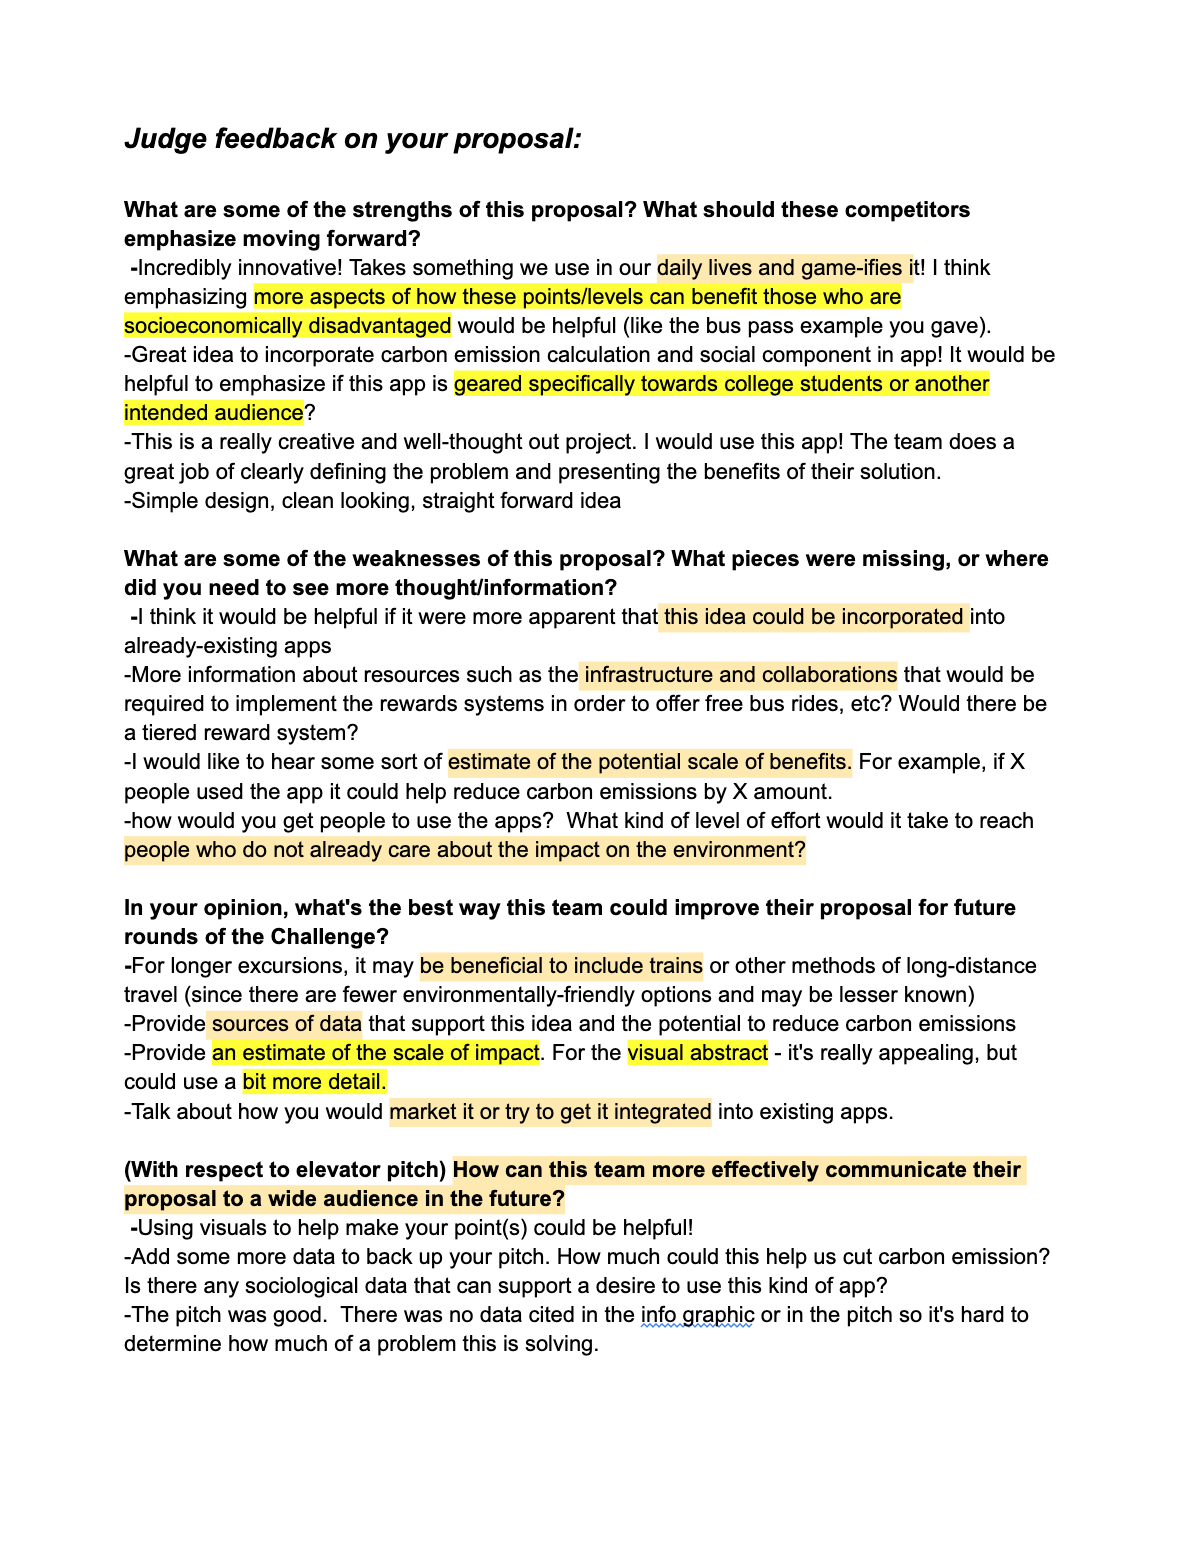 Judge feedback on your proposal:
What are some of the strengths of this proposal? What should these competitors
emphasize moving forward?
-Incredibly innovative! Takes something we use in our daily lives and game-ifies it! I think
emphasizing more aspects of how these points/levels can benefit those who are
socioeconomically disadvantaged would be helpful (like the bus pass example you gave).
-Great idea to incorporate carbon emission calculation and social component in app! It would be
helpful to emphasize if this app is geared specifically towards college students or another
intended audience?
-This is a really creative and well-thought out project. I would use this app! The team does a
great job of clearly defining the problem and presenting the benefits of their solution.
-Simple design, clean looking, straight forward idea
What are some of the weaknesses of this proposal? What pieces were missing, or where
did you need to see more thought/information?
-I think it would be helpful if it were more apparent that this idea could be incorporated into
already-existing apps
-More information about resources such as the infrastructure and collaborations that would be
required to implement the rewards systems in order to offer free bus rides, etc? Would there be
a tiered reward system?
-I would like to hear some sort of estimate of the potential scale of benefits. For example, if X
people used the app it could help reduce carbon emissions by X amount.
-how would you get people to use the apps?  What kind of level of effort would it take to reach
people who do not already care about the impact on the environment?
In your opinion, what's the best way this team could improve their proposal for future
rounds of the Challenge?
-For longer excursions, it may be beneficial to include trains or other methods of long-distance
travel (since there are fewer environmentally-friendly options and may be lesser known)
-Provide sources of data that support this idea and the potential to reduce carbon emissions
-Provide an estimate of the scale of impact. For the visual abstract - it's really appealing, but
could use a bit more detail.
-Talk about how you would market it or try to get it integrated into existing apps.
(With respect to elevator pitch) How can this team more effectively communicate their
proposal to a wide audience in the future?
-Using visuals to help make your point(s) could be helpful!
-Add some more data to back up your pitch. How much could this help us cut carbon emission?
Is there any sociological data that can support a desire to use this kind of app?
-The pitch was good.  There was no data cited in the info graphic or in the pitch so it's hard to
determine how much of a problem this is solving.